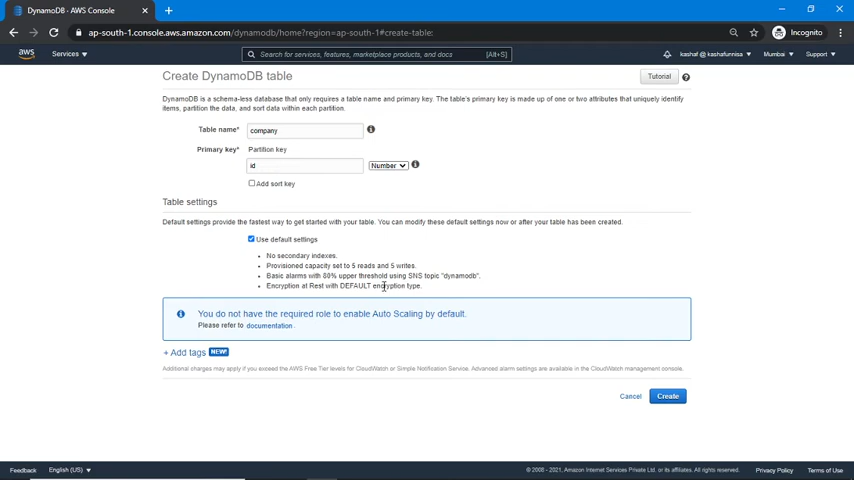 DynamoDB - AWS Console
ap-south-1.console.aws.amazon.com/dynamodb/home?region=ap-south-1#create-table:
Incognito
aws
Services
Search for services, features, marketplace products, and docs
[Alt+S]
kashaf @ kashafunnisa
Mumbai
Support
Create DynamoDB table
Tutorial
DynamoDB is a schema-less database that only requires a table name and primary key. The table's primary key is made up of one or two attributes that uniquely identify
items, partition the data, and sort data within each partition.
Table name*
company
Primary key*
Partition key
id
Number
Add sort key
Table settings
Default settings provide the fastest way to get started with your table. You can modify these default settings now or after your table has been created.
Use default settings
No secondary indexes.
Provisioned capacity set to 5 reads and 5 writes.
Basic alarms with 80% upper threshold using SNS topic "dynamodb".
Encryption at Rest with DEFAULT encryption type.
You do not have the required role to enable Auto Scaling by default.
Please refer to documentation.
+ Add tags NEW!
Additional charges may apply if you exceed the AWS Free Tier levels for CloudWatch or Simple Notification Service. Advanced alarm settings are available in the CloudWatch management console.
Cancel
Create
Feedback
English (US)
© 2008 - 2021, Amazon Internet Services Private Ltd. or its affiliates. All rights reserved.
Privacy Policy
Terms of Use